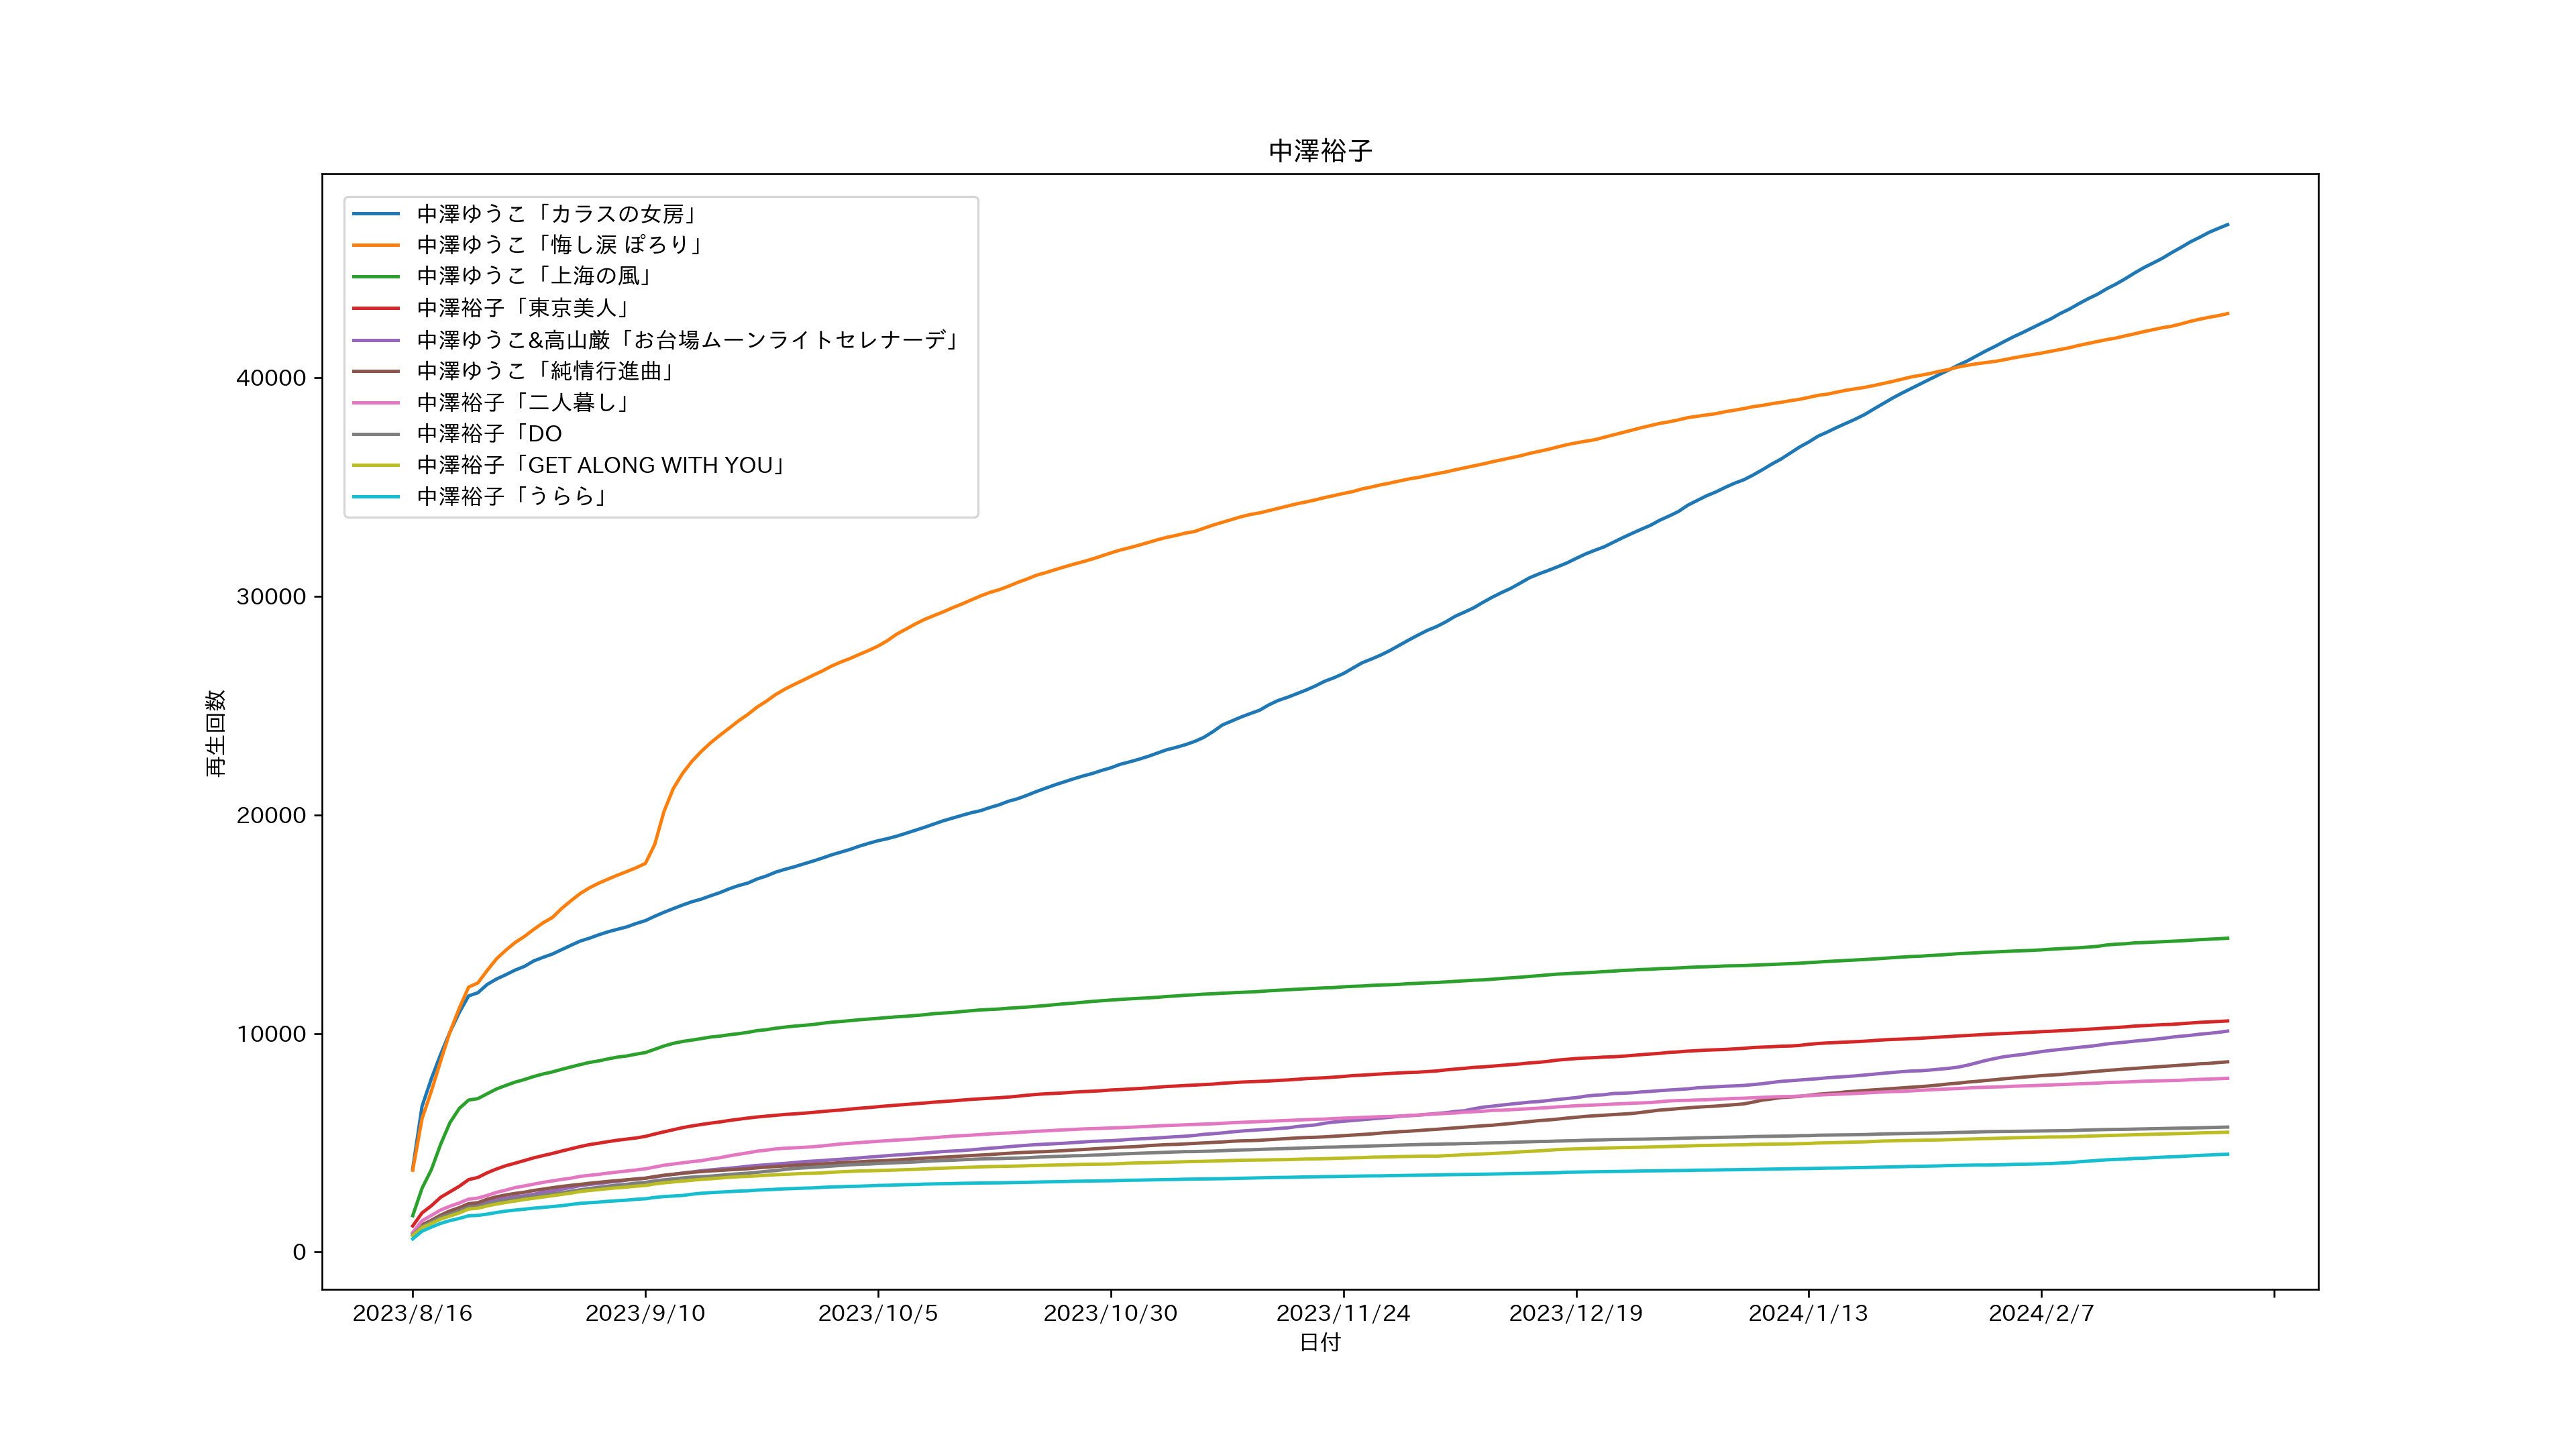 中澤裕子
中澤ゆうこ「カラスの女房」
中澤ゆうこ「悔し涙 ぽろり」
中澤ゆうこ「上海の風」
中澤裕子「東京美人」
中澤ゆうこ&高山厳「お台場ムーンライトセレナーデ」
中澤ゆうこ「純情行進曲」
中澤裕子「二人暮し」
中澤裕子「DO
中澤裕子「GET ALONG WITH YOU」
中澤裕子「うらら」
40000
30000
20000
10000
0
再生回数
2023/8/16 2023/9/10 2023/10/5 2023/10/30 2023/11/24 2023/12/19 2024/1/13 2024/2/7
日付